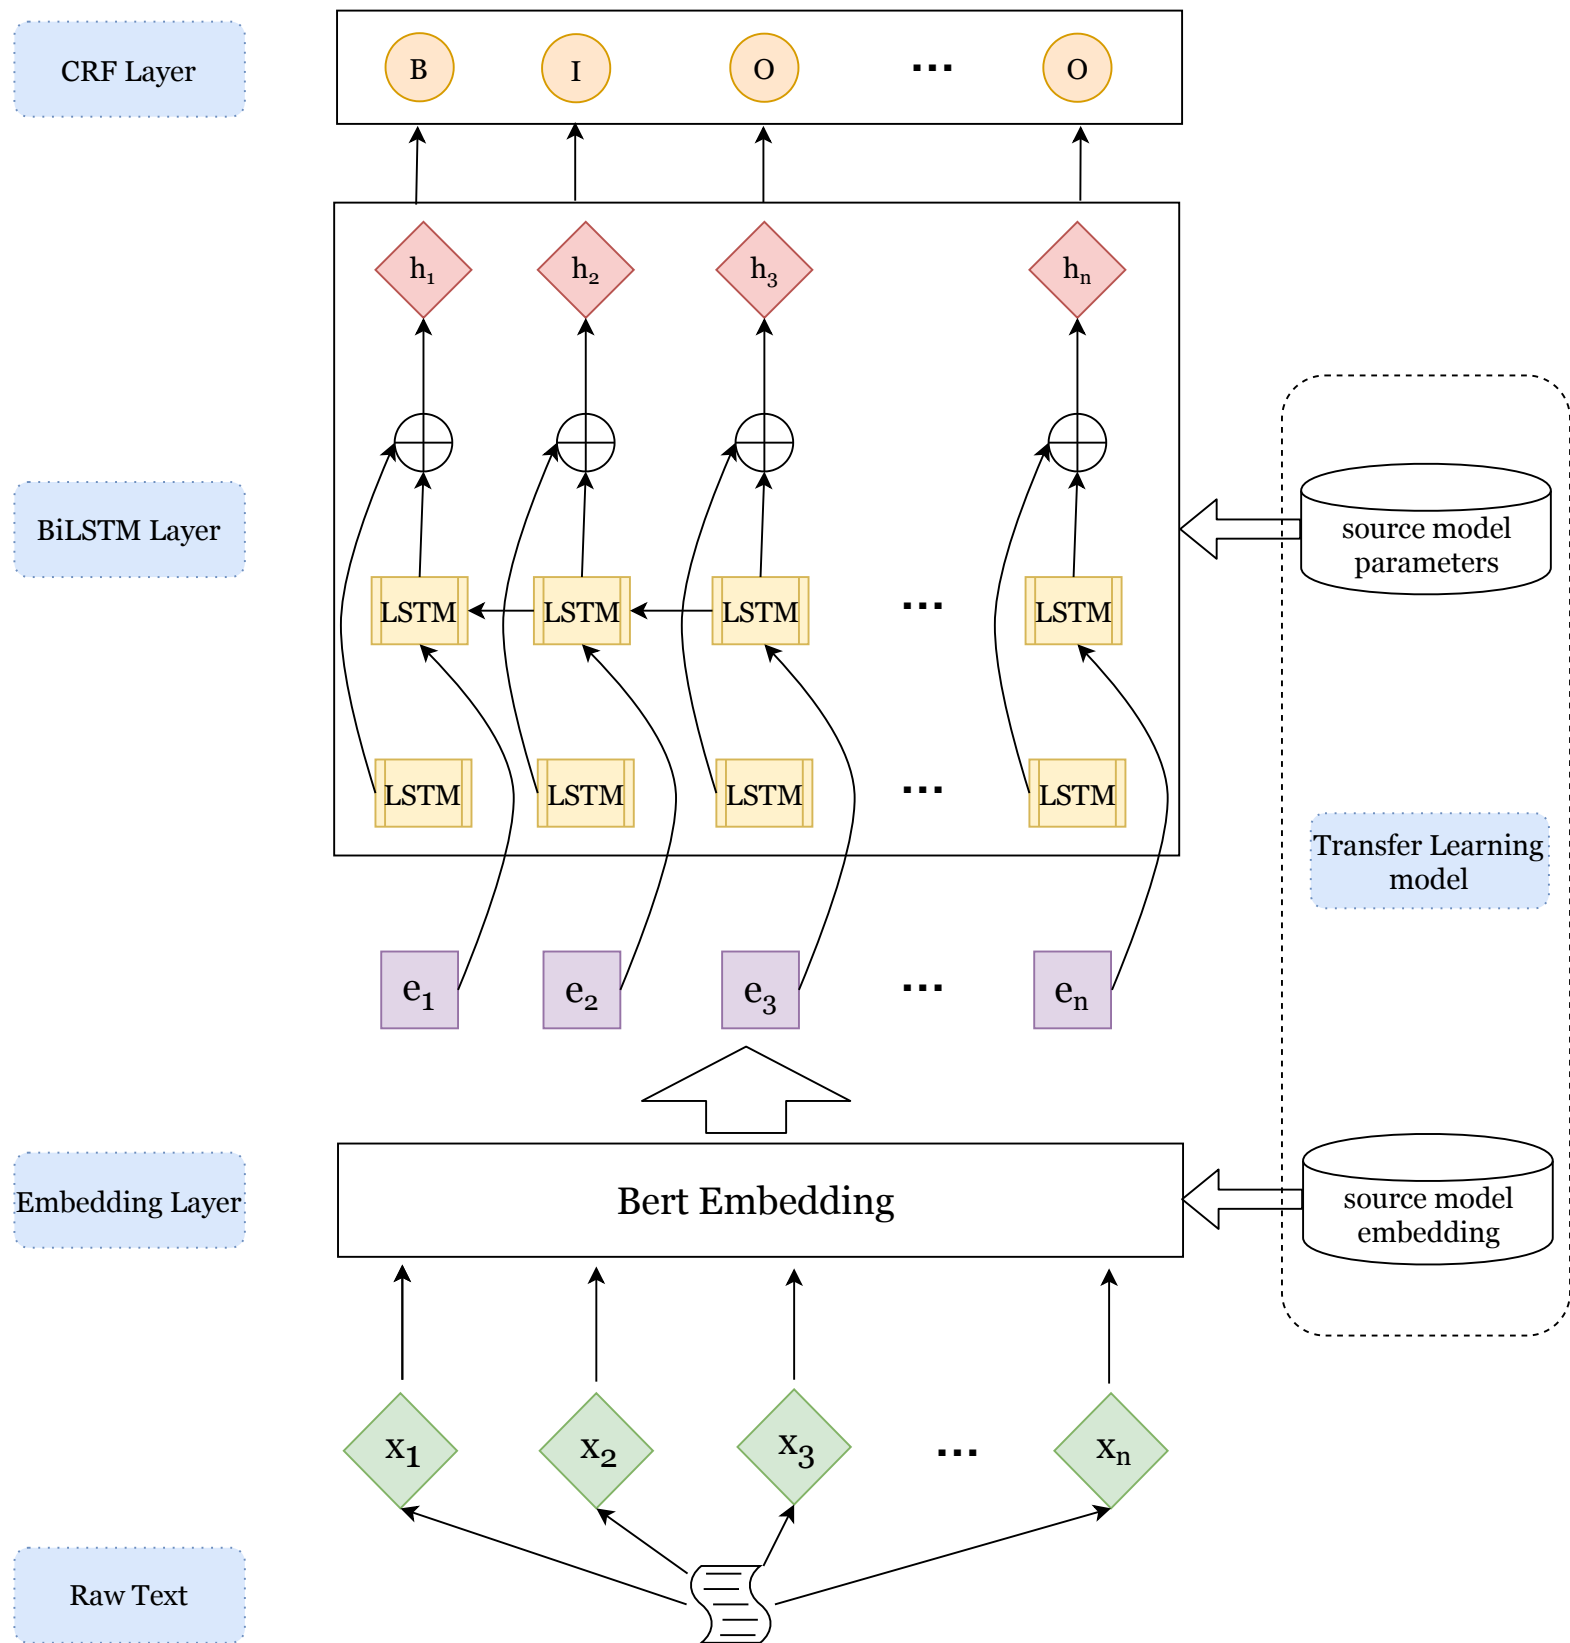 CRF Layer
B I O ... O
h₁ h₂ h₃ hₙ
BiLSTM Layer
source model
parameters
LSTM LSTM LSTM ... LSTM
LSTM LSTM LSTM ... LSTM
Transfer Learning
model
e₁ e₂ e₃ ... eₙ
Embedding Layer
Bert Embedding
source model
embedding
x₁ x₂ x₃ ... xₙ
Raw Text